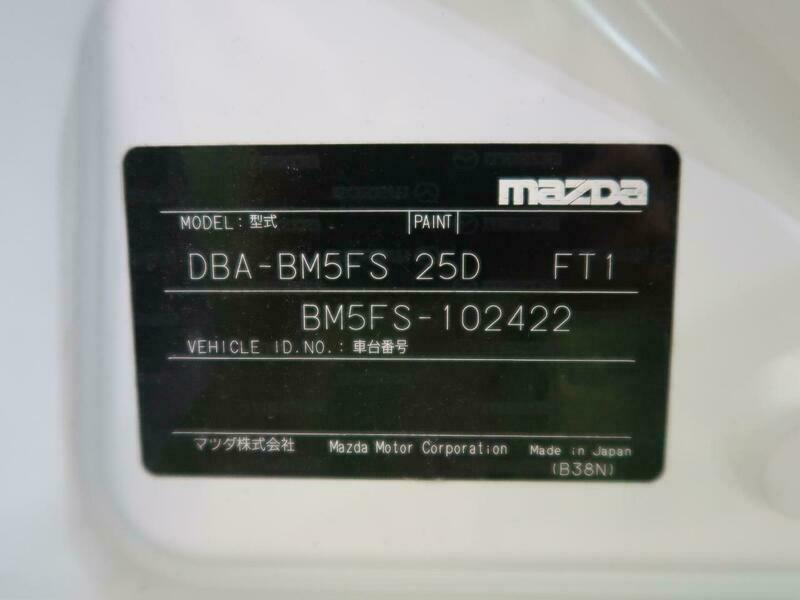 mazDa
MODEL: 型式 PAINT
DBA-BM5FS 25D FT1
BM5FS-102422
VEHICLE ID.NO.: 車台番号
マツダ株式会社 Mazda Motor Corporation Made in Japan
(B38N)